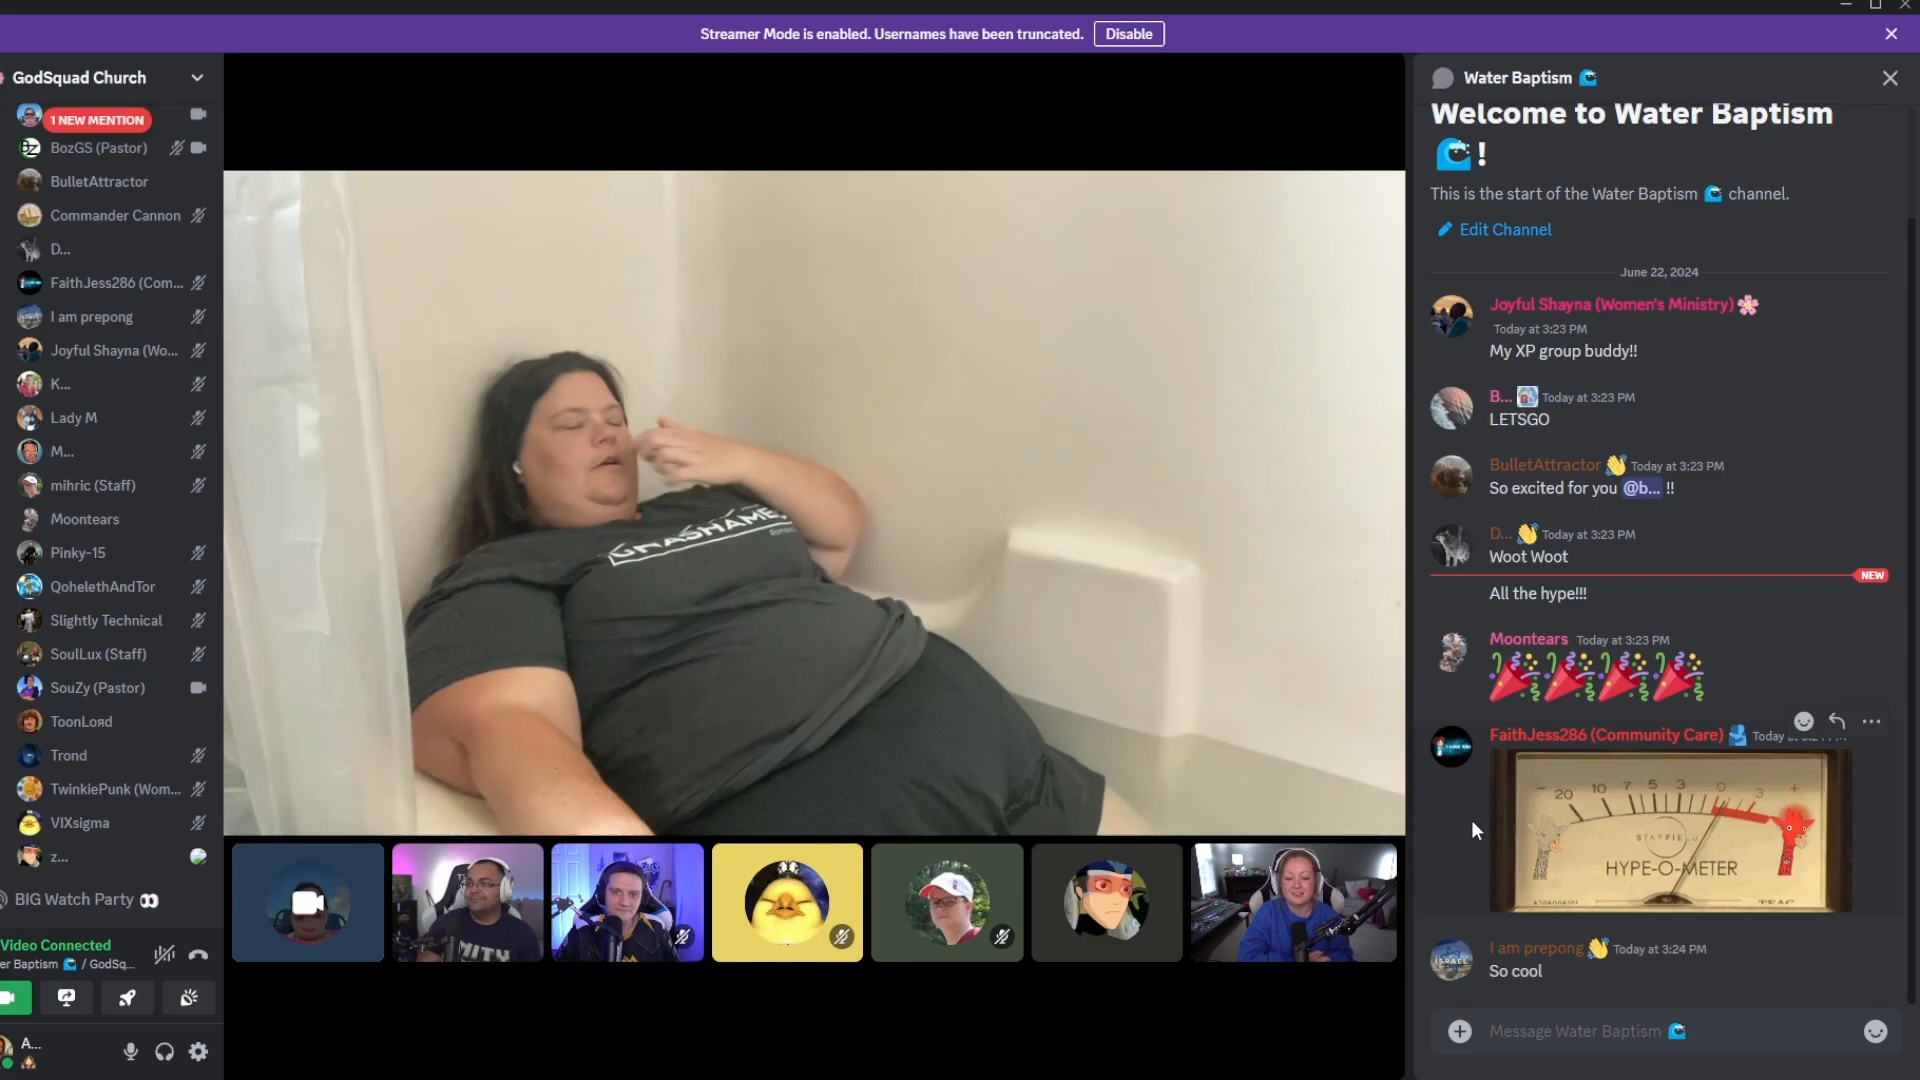 Streamer Mode is enabled. Usernames have been truncated. Disable
GodSquad Church
1 NEW MENTION
BozGS (Pastor)
BulletAttractor
Commander Cannon
D...
FaithJess286 (Com...
I am prepong
Joyful Shayna (Wo...
K...
Lady M
M...
mihric (Staff)
Moontears
Pinky-15
QohelethAndTor
Slightly Technical
SoulLux (Staff)
SouZy (Pastor)
ToonLoяd
Trond
TwinkiePunk (Wom...
VIXsigma
z...
BIG Watch Party 👀
Video Connected
er Baptism 🌊 / GodSq...
A...
UNASHAMED
Water Baptism 🌊
Welcome to Water Baptism
🌊!
This is the start of the Water Baptism 🌊 channel.
Edit Channel
June 22, 2024
Joyful Shayna (Women's Ministry) 🌸
Today at 3:23 PM
My XP group buddy!!
B... Today at 3:23 PM
LETSGO
BulletAttractor 👋 Today at 3:23 PM
So excited for you @b... !!
D... 👋 Today at 3:23 PM
Woot Woot
NEW
All the hype!!!
Moontears Today at 3:23 PM
🎉🎉🎉🎉
FaithJess286 (Community Care) 🫂 Today
- 20 10 7 5 3 0 3 +
STARFIELD
HYPE-O-METER
TEAC
I am prepong 👋 Today at 3:24 PM
ISRAEL
So cool
Message Water Baptism 🌊